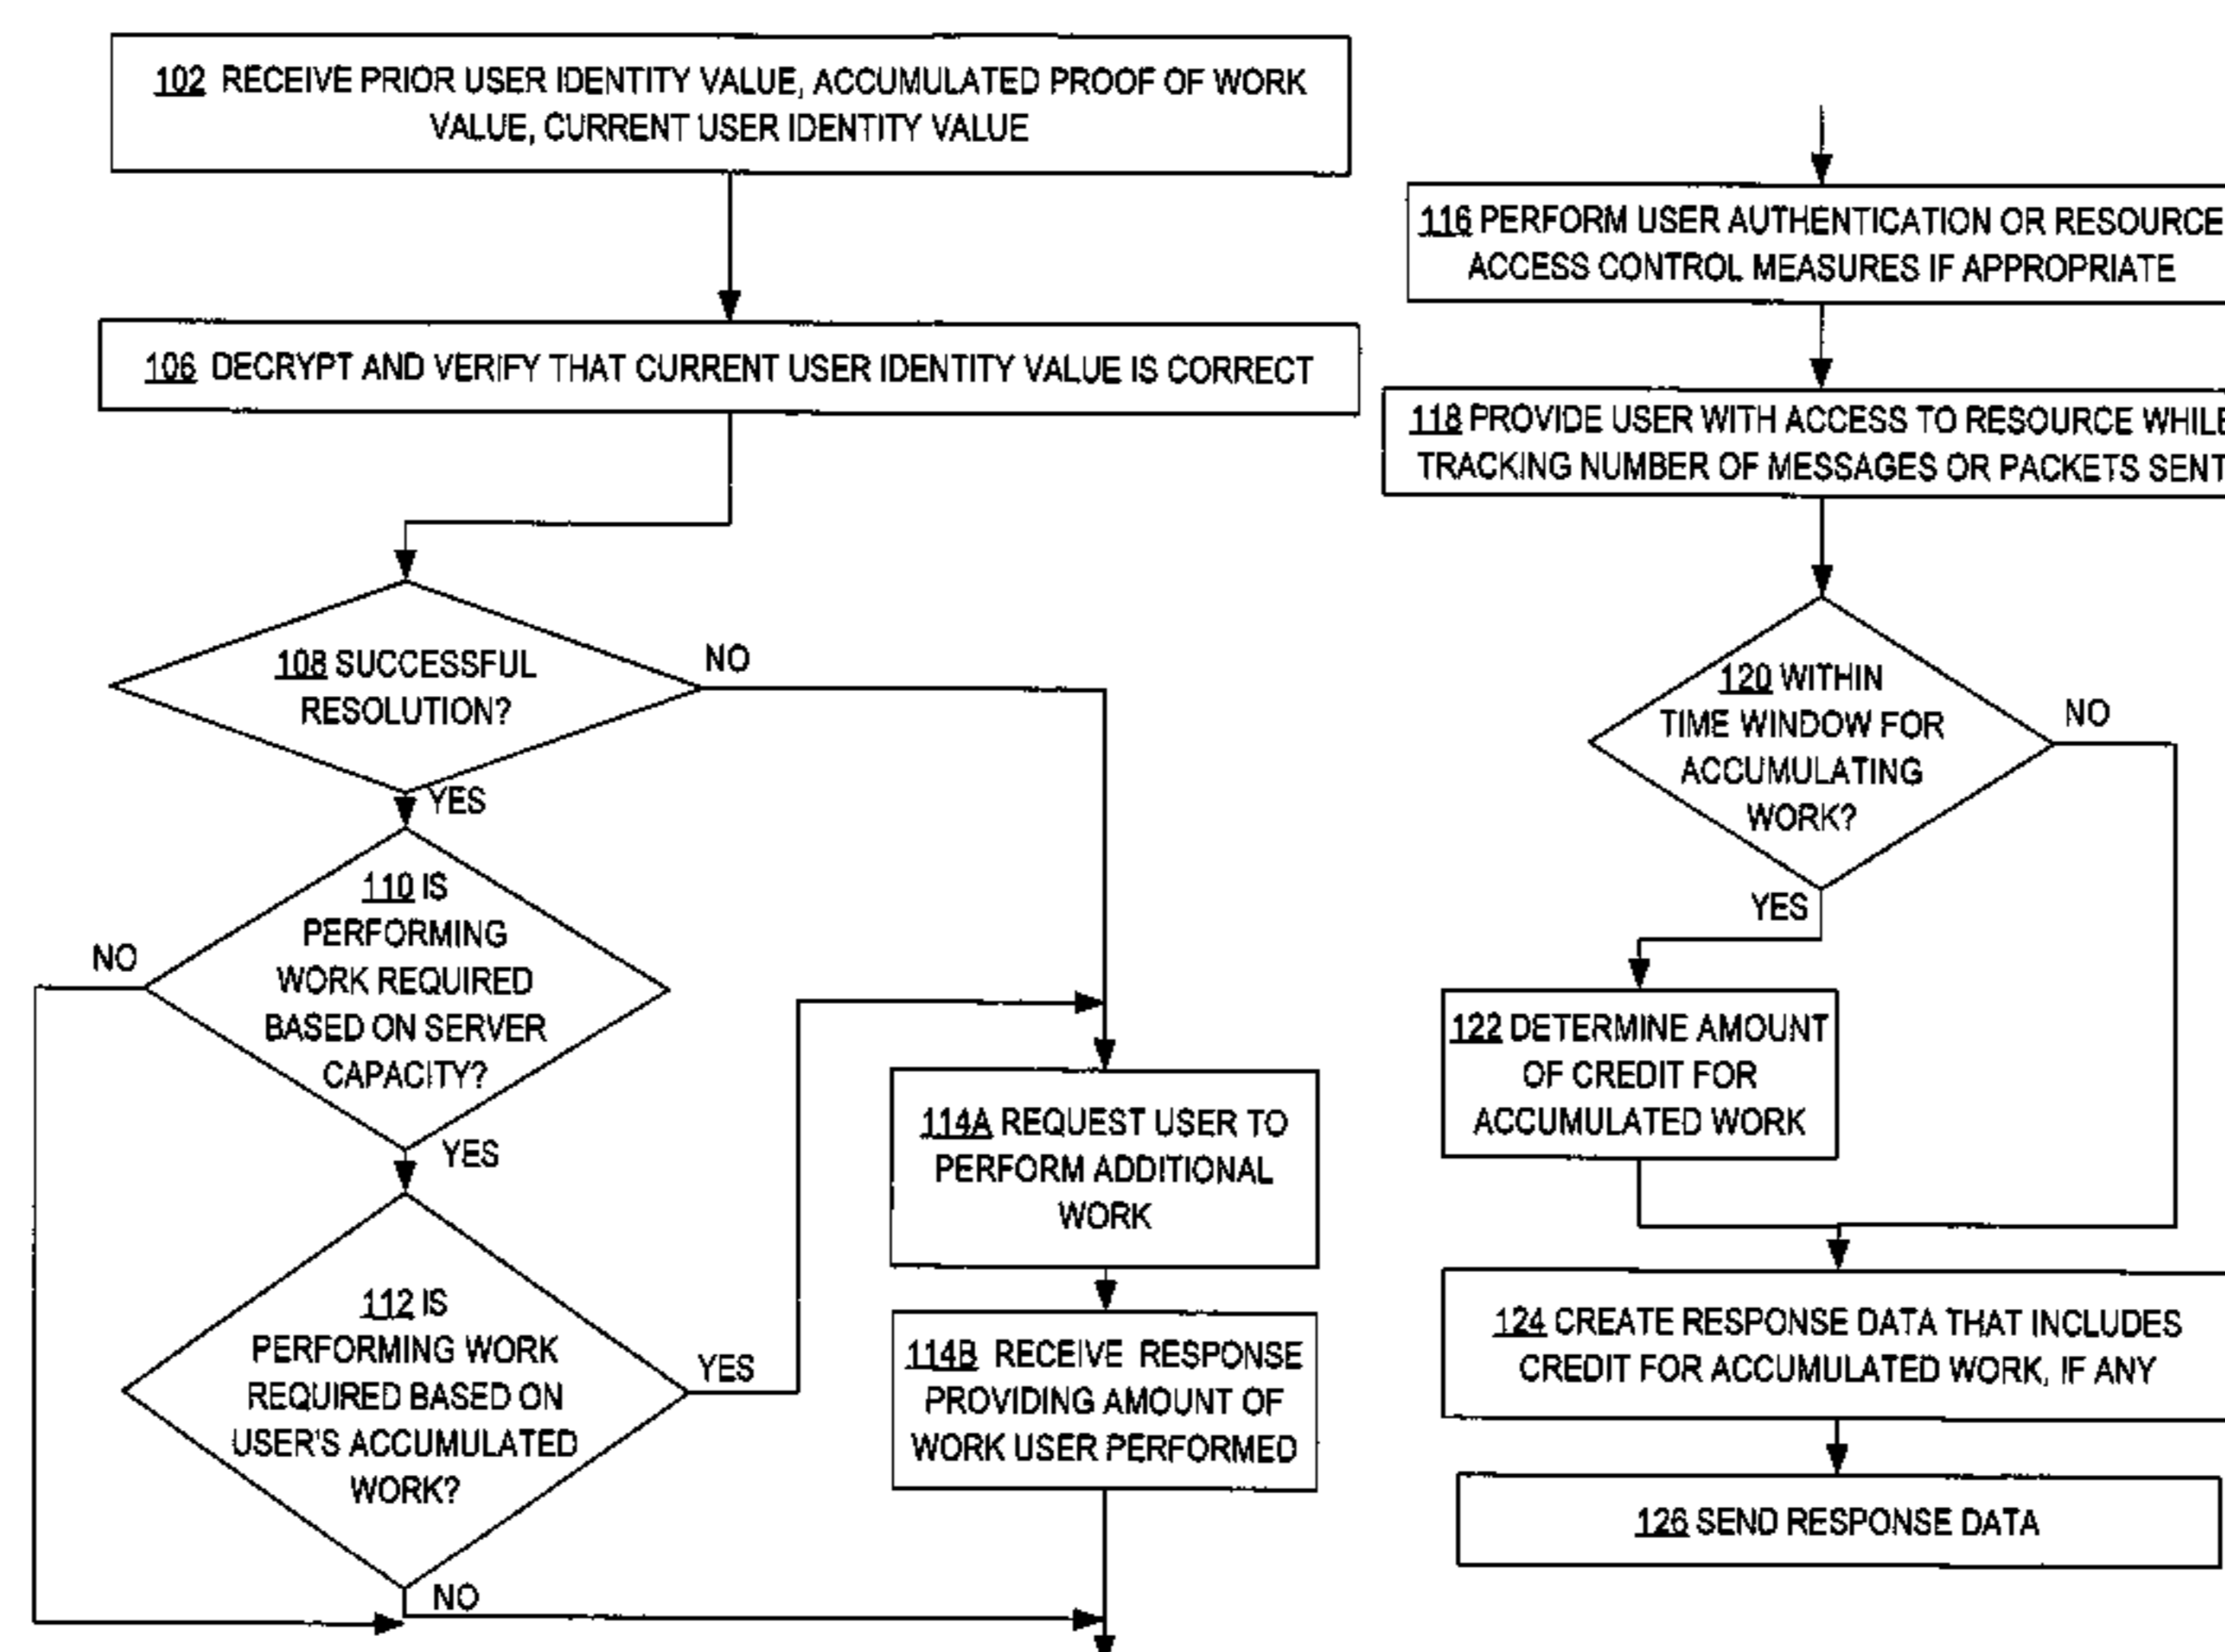 102 RECEIVE PRIOR USER IDENTITY VALUE, ACCUMULATED PROOF OF WORK
VALUE, CURRENT USER IDENTITY VALUE
106 DECRYPT AND VERIFY THAT CURRENT USER IDENTITY VALUE IS CORRECT
108 SUCCESSFUL
RESOLUTION?
NO
YES
110 IS
PERFORMING
WORK REQUIRED
BASED ON SERVER
CAPACITY?
NO
YES
112 IS
PERFORMING WORK
REQUIRED BASED ON
USER'S ACCUMULATED
WORK?
YES
NO
114A REQUEST USER TO
PERFORM ADDITIONAL
WORK
114B RECEIVE RESPONSE
PROVIDING AMOUNT OF
WORK USER PERFORMED
116 PERFORM USER AUTHENTICATION OR RESOURCE
ACCESS CONTROL MEASURES IF APPROPRIATE
118 PROVIDE USER WITH ACCESS TO RESOURCE WHILE
TRACKING NUMBER OF MESSAGES OR PACKETS SENT
120 WITHIN
TIME WINDOW FOR
ACCUMULATING
WORK?
NO
YES
122 DETERMINE AMOUNT
OF CREDIT FOR
ACCUMULATED WORK
124 CREATE RESPONSE DATA THAT INCLUDES
CREDIT FOR ACCUMULATED WORK, IF ANY
126 SEND RESPONSE DATA